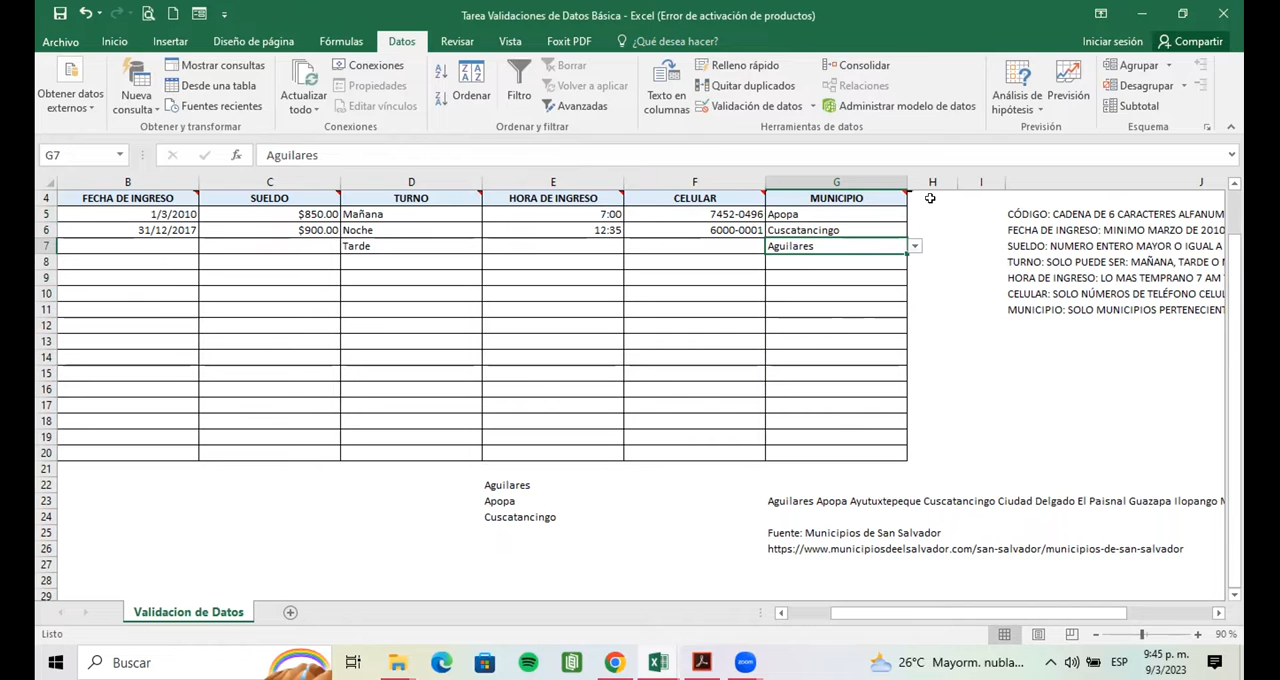 Tarea Validaciones de Datos Básica - Excel (Error de activación de productos)
Archivo Inicio Insertar Diseño de página Fórmulas Datos Revisar Vista Foxit PDF ¿Qué desea hacer? Iniciar sesión Compartir
Obtener datos externos
Nueva consulta
Mostrar consultas
Desde una tabla
Fuentes recientes
Obtener y transformar
Actualizar todo
Conexiones
Propiedades
Editar vínculos
Conexiones
Ordenar
Filtro
Borrar
Volver a aplicar
Avanzadas
Ordenar y filtrar
Texto en columnas
Relleno rápido
Quitar duplicados
Validación de datos
Consolidar
Relaciones
Administrar modelo de datos
Herramientas de datos
Análisis de hipótesis
Previsión
Previsión
Agrupar
Desagrupar
Subtotal
Esquema
G7 fx Aguilares
B C D E F G H I J
4 FECHA DE INGRESO SUELDO TURNO HORA DE INGRESO CELULAR MUNICIPIO
5 1/3/2010 $850.00 Mañana 7:00 7452-0496 Apopa CÓDIGO: CADENA DE 6 CARACTERES ALFANUM
6 31/12/2017 $900.00 Noche 12:35 6000-0001 Cuscatancingo FECHA DE INGRESO: MINIMO MARZO DE 2010
7 Tarde Aguilares SUELDO: NUMERO ENTERO MAYOR O IGUAL A
8 TURNO: SOLO PUEDE SER: MAÑANA, TARDE O
9 HORA DE INGRESO: LO MAS TEMPRANO 7 AM
10 CELULAR: SOLO NÚMEROS DE TELÉFONO CELU
11 MUNICIPIO: SOLO MUNICIPIOS PERTENECIEN
12
13
14
15
16
17
18
19
20
21
22 Aguilares
23 Apopa Aguilares Apopa Ayutuxtepeque Cuscatancingo Ciudad Delgado El Paisnal Guazapa Ilopango
24 Cuscatancingo
25 Fuente: Municipios de San Salvador
26 https://www.municipiosdeelsalvador.com/san-salvador/municipios-de-san-salvador
27
28
29
Validacion de Datos
Listo 90 %
Buscar 26°C Mayorm. nubla... ESP 9:45 p. m.
9/3/2023